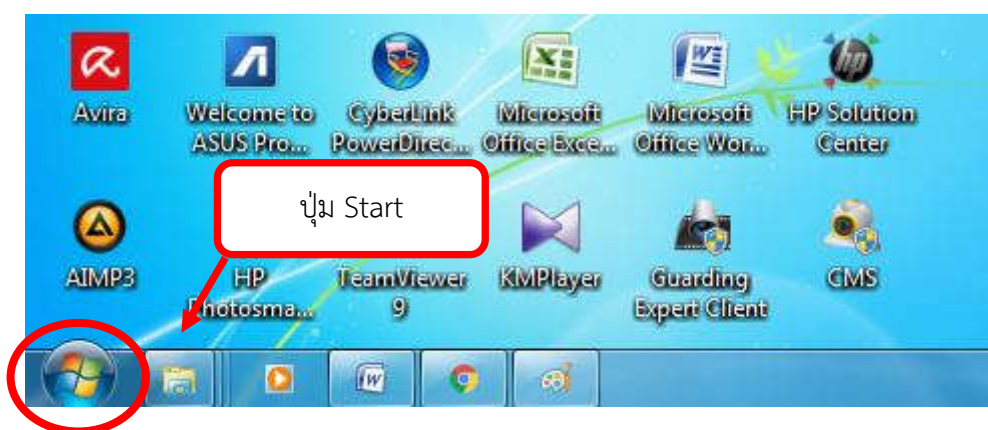 Avira
Welcome to
ASUS Pro...
CyberLink
PowerDirec...
Microsoft
Office Exce...
Microsoft
Office Wor...
HP Solution
Center
ปุ่ม Start
AIMP3
HP
Photosma...
TeamViewer
9
KMPlayer
Guarding
Expert Client
CMS